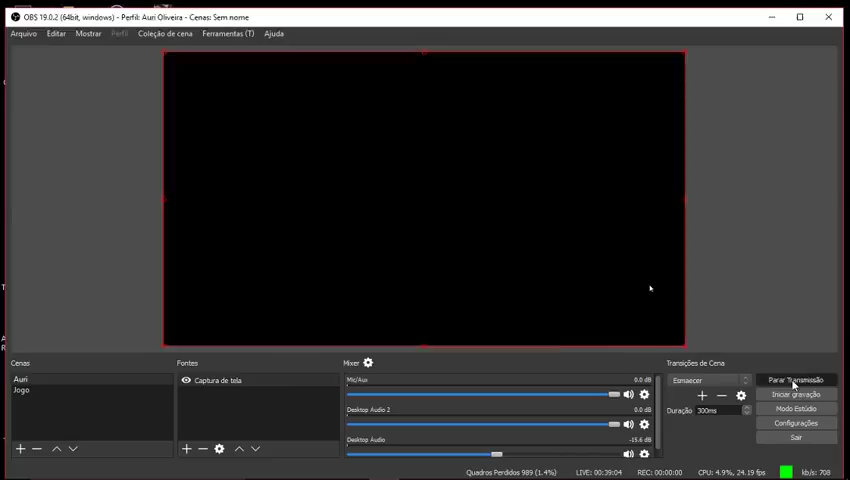 OBS 19.0.2 (64bit, windows) - Perfil: Auri Oliveira - Cenas: Sem nome
Arquivo Editar Mostrar Perfil Coleção de cena Ferramentas (T) Ajuda
Cenas
Auri
Jogo
Fontes
Captura de tela
Mixer
Mic/Aux 0.0 dB
Desktop Audio 2 0.0 dB
Desktop Audio -15.6 dB
Transições de Cena
Esmaecer
Duração 300ms
Parar Transmissão
Iniciar gravação
Modo Estúdio
Configurações
Sair
Quadros Perdidos 989 (1.4%) LIVE: 00:39:04 REC: 00:00:00 CPU: 4.9%, 24.19 fps kb/s: 708